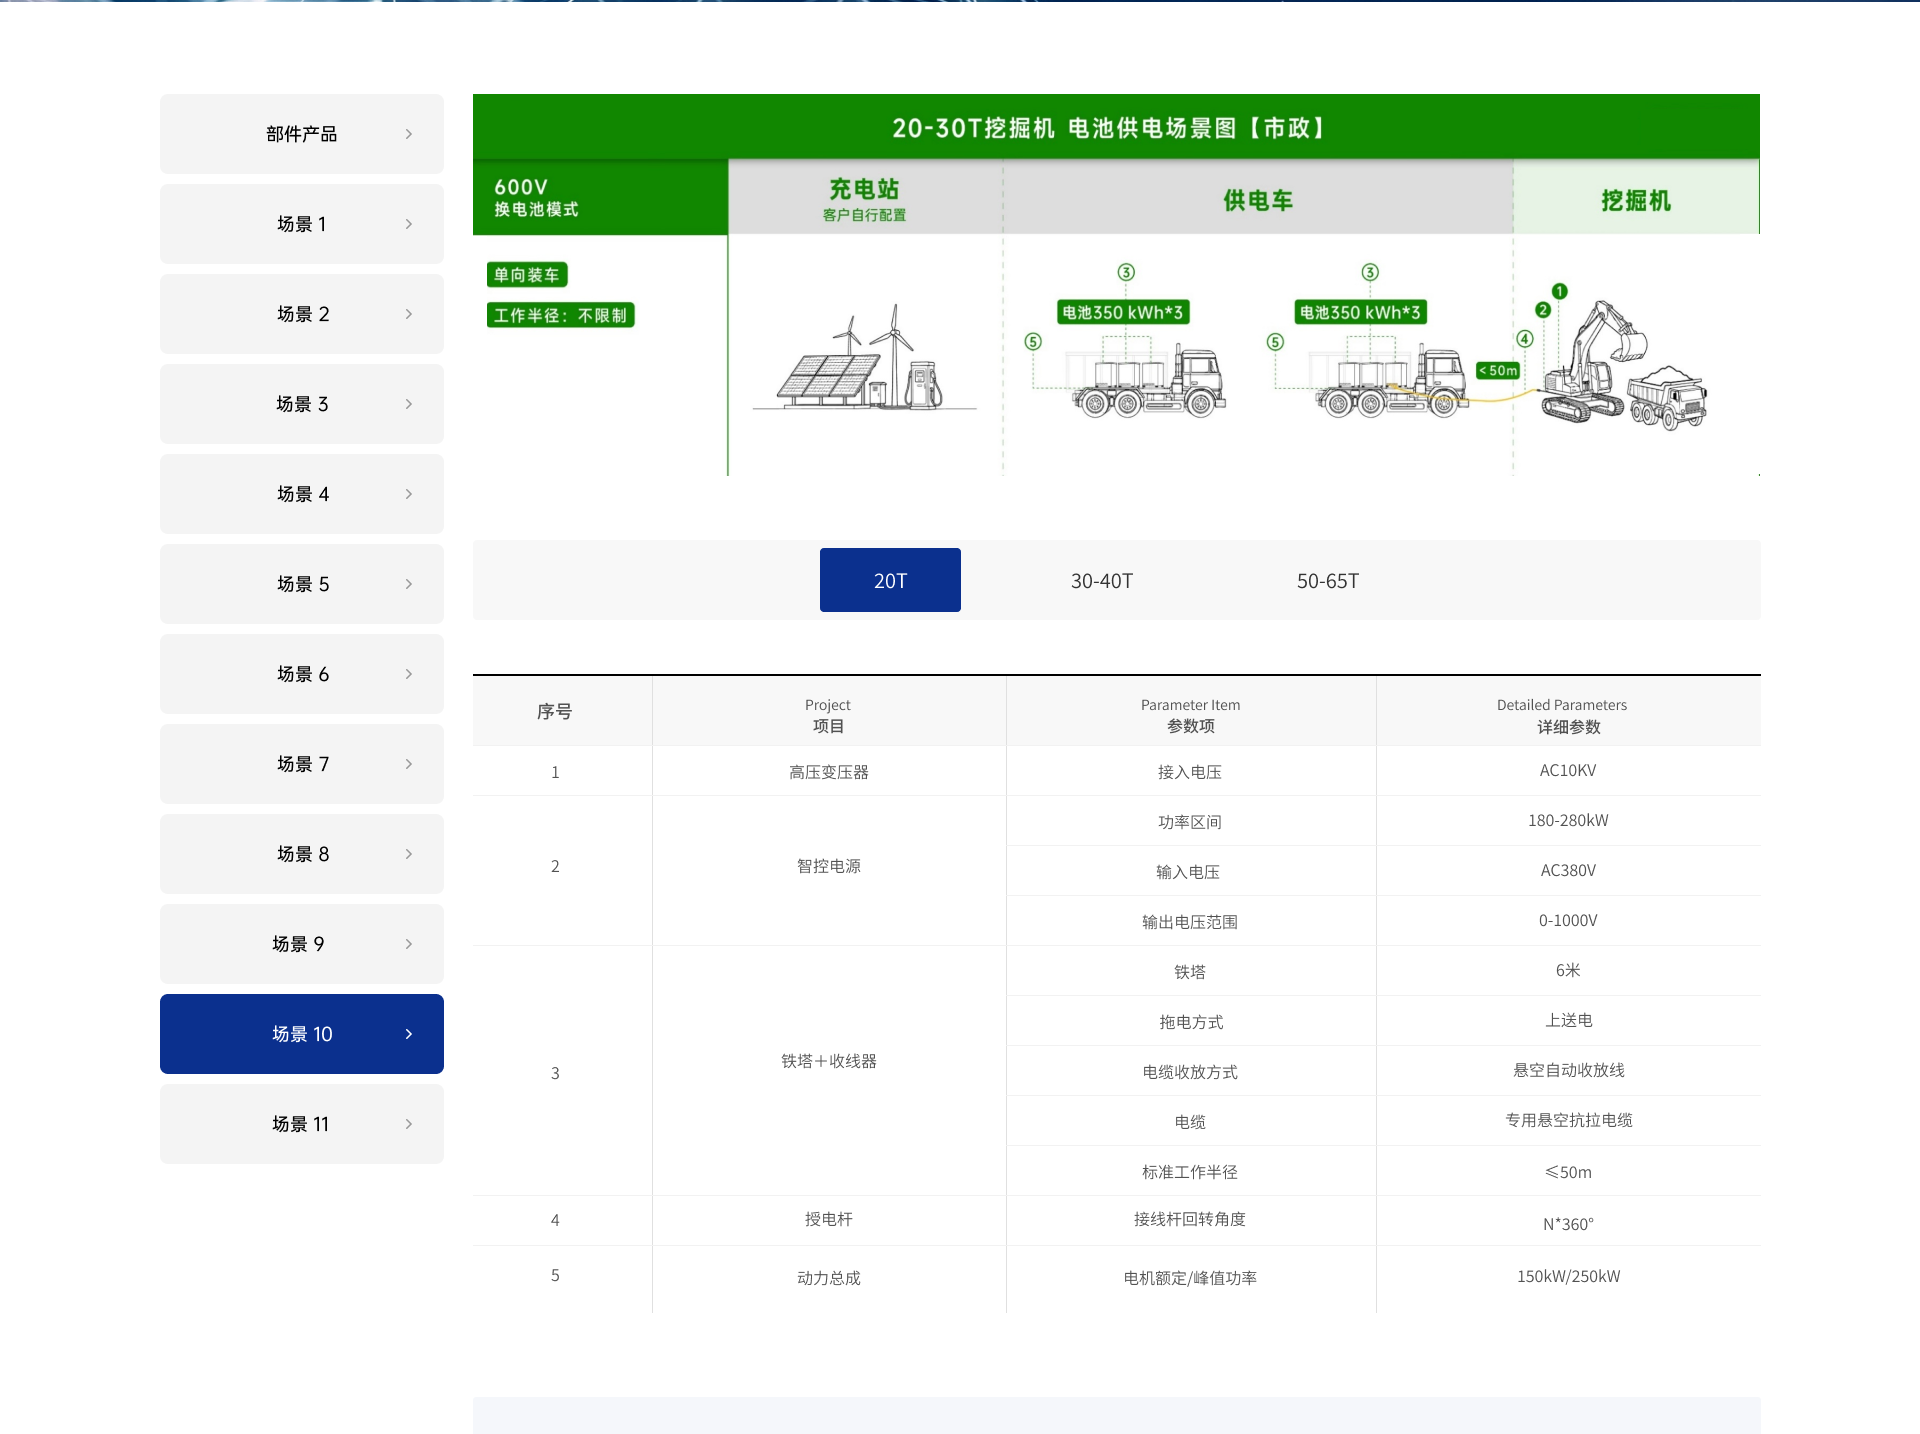 部件产品
场景 1
场景 2
场景 3
场景 4
场景 5
场景 6
场景 7
场景 8
场景 9
场景 10
场景 11
20-30T挖掘机 电池供电场景图【市政】
600V
换电池模式
充电站
客户自行配置
供电车
挖掘机
单向装车
工作半径：不限制
③
电池350 kWh*3
⑤
③
电池350 kWh*3
⑤
<50m
④
❶
❷
20T
30-40T
50-65T
序号
Project
项目
Parameter Item
参数项
Detailed Parameters
详细参数
1
高压变压器
接入电压
AC10KV
2
智控电源
功率区间
180-280kW
输入电压
AC380V
输出电压范围
0-1000V
3
铁塔＋收线器
铁塔
6米
拖电方式
上送电
电缆收放方式
悬空自动收放线
电缆
专用悬空抗拉电缆
标准工作半径
≤50m
4
授电杆
接线杆回转角度
N*360°
5
动力总成
电机额定/峰值功率
150kW/250kW